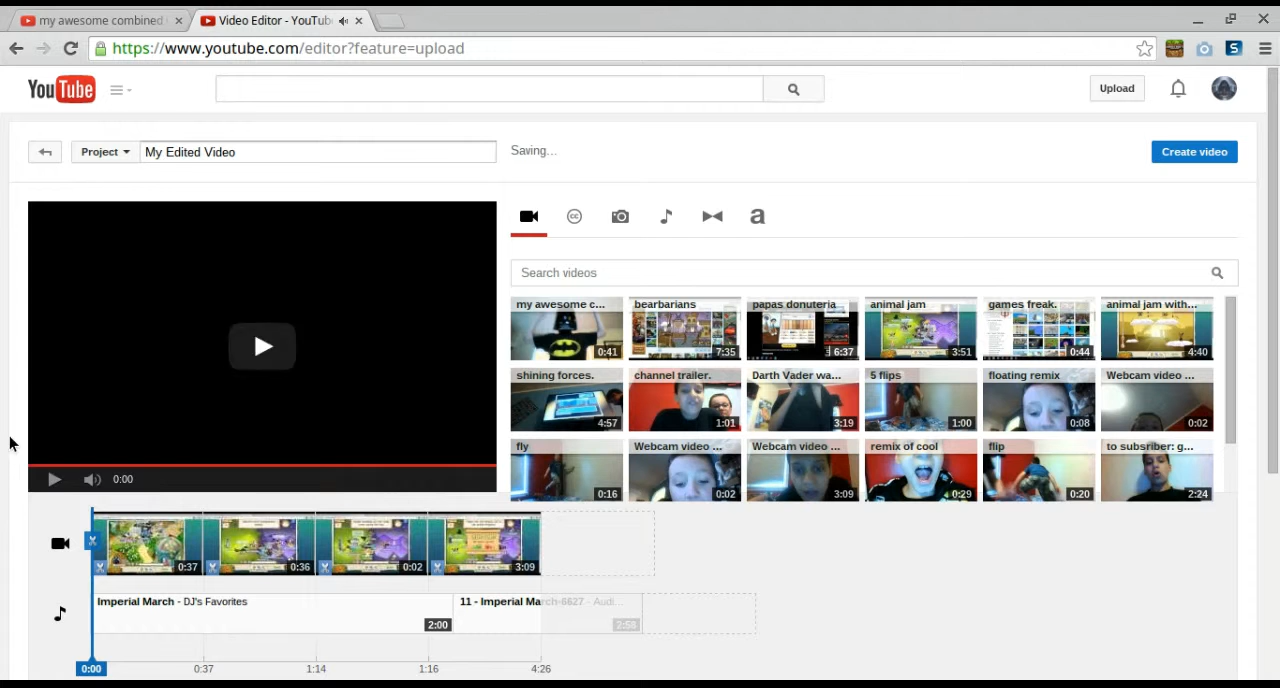 my awesome combined
Video Editor - YouTube
https://www.youtube.com/editor?feature=upload
YouTube
Upload
Project
My Edited Video
Saving...
Create video
a
Search videos
my awesome c... bearbarians papas donuteria animal jam games freak. animal jam with...
0:41 7:35 6:37 3:51 0:44 4:40
shining forces. channel trailer. Darth Vader wa... 5 flips floating remix Webcam video ...
4:57 1:01 3:19 1:00 0:08 0:02
fly Webcam video ... Webcam video ... remix of cool flip to subsriber: g...
0:16 0:02 3:09 0:29 0:20 2:24
0:00
0:37 0:36 0:02 3:09
Imperial March - DJ's Favorites 11 - Imperial March-6627 - Audi...
2:00 2:58
0:00 0:37 1:14 1:16 4:26